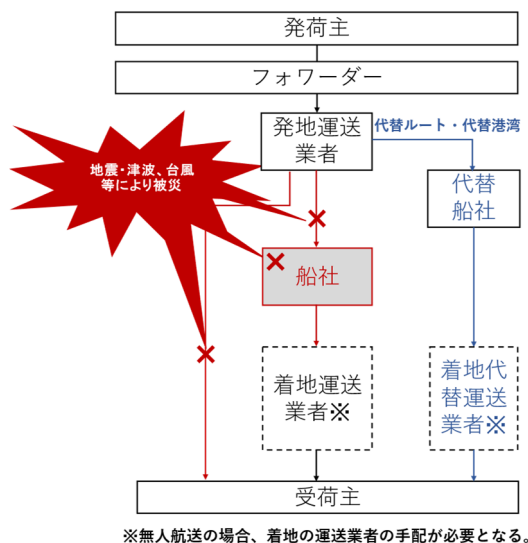 発荷主
フォワーダー
発地運送
業者
代替ルート・代替港湾
地震・津波、台風
等により被災
代替
船社
船社
着地運送
業者※
着地代
替運送
業者※
受荷主
※無人航送の場合、着地の運送業者の手配が必要となる。